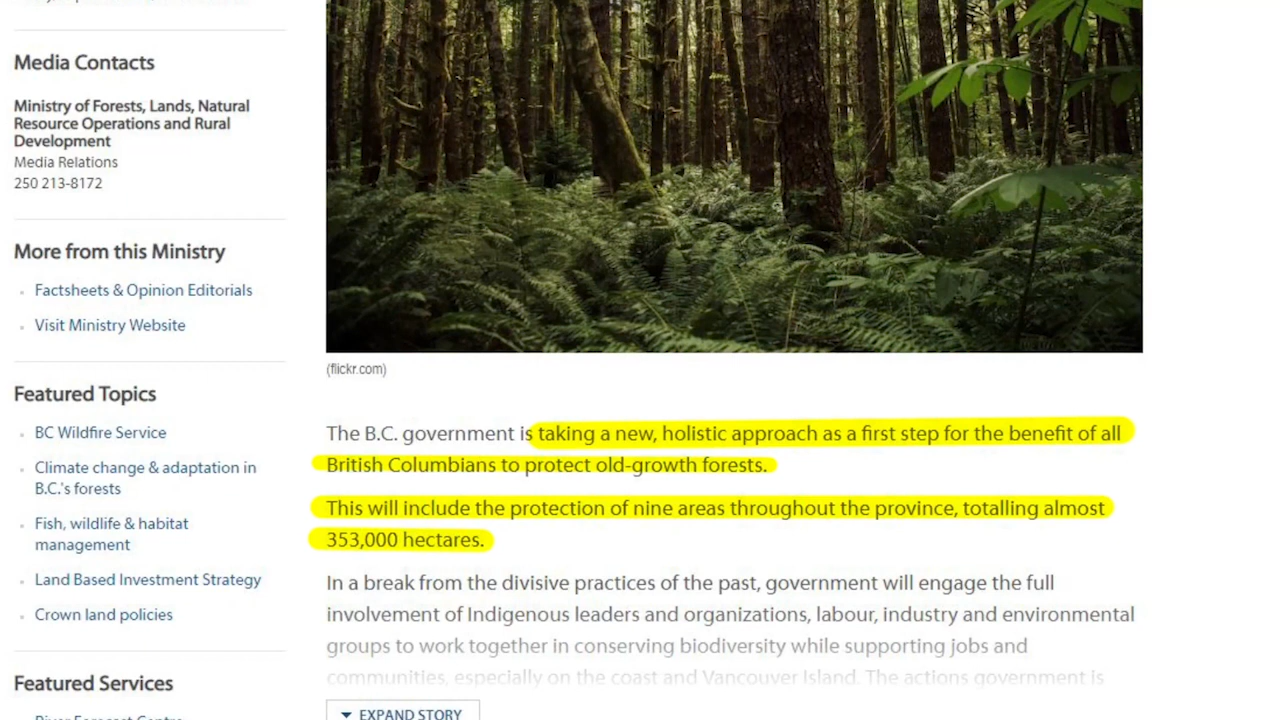 Media Contacts
Ministry of Forests, Lands, Natural
Resource Operations and Rural
Development
Media Relations
250 213-8172
More from this Ministry
Factsheets & Opinion Editorials
Visit Ministry Website
Featured Topics
BC Wildfire Service
Climate change & adaptation in
B.C.'s forests
Fish, wildlife & habitat
management
Land Based Investment Strategy
Crown land policies
Featured Services
(flickr.com)
The B.C. government is taking a new, holistic approach as a first step for the benefit of all
British Columbians to protect old-growth forests.
This will include the protection of nine areas throughout the province, totalling almost
353,000 hectares.
In a break from the divisive practices of the past, government will engage the full
involvement of Indigenous leaders and organizations, labour, industry and environmental
groups to work together in conserving biodiversity while supporting jobs and
communities, especially on the coast and Vancouver Island. The actions government is
EXPAND STORY